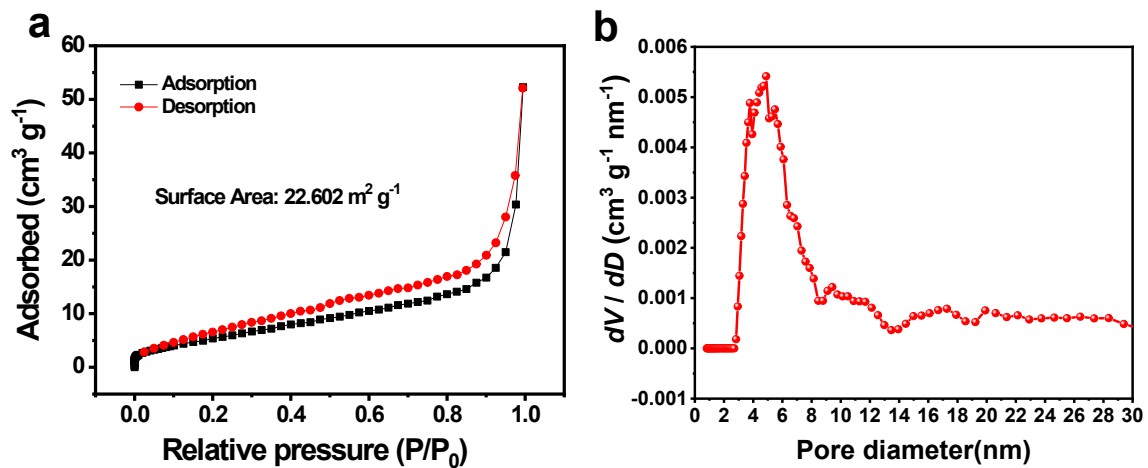 a
60
50
40
30
20
10
0
Adsorbed (cm³ g⁻¹)
Adsorption
Desorption
Surface Area: 22.602 m² g⁻¹
0.0 0.2 0.4 0.6 0.8 1.0
Relative pressure (P/P₀)
b
0.006
0.005
0.004
0.003
0.002
0.001
0.000
-0.001
dV / dD (cm³ g⁻¹ nm⁻¹)
0 2 4 6 8 10 12 14 16 18 20 22 24 26 28 30
Pore diameter(nm)